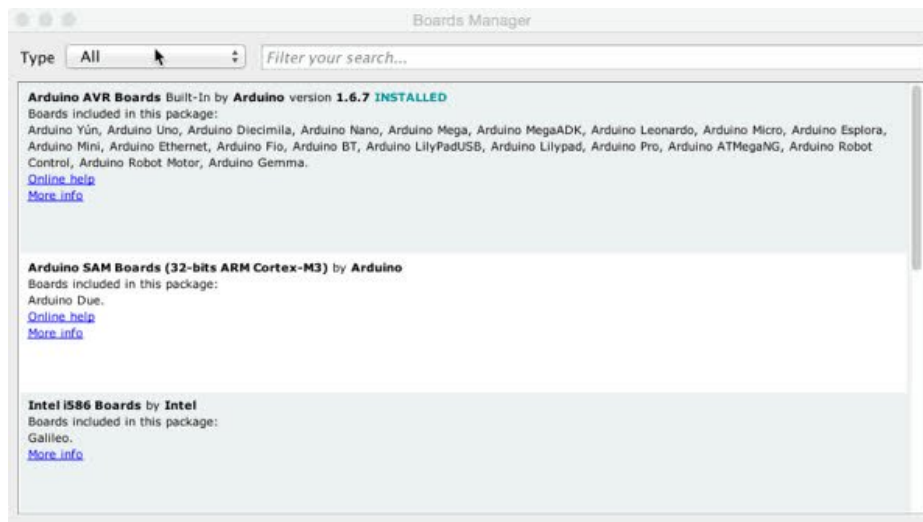 Boards Manager
Type All Filter your search...
Arduino AVR Boards Built-In by Arduino version 1.6.7 INSTALLED
Boards included in this package:
Arduino Yún, Arduino Uno, Arduino Diecimila, Arduino Nano, Arduino Mega, Arduino MegaADK, Arduino Leonardo, Arduino Micro, Arduino Esplora,
Arduino Mini, Arduino Ethernet, Arduino Fio, Arduino BT, Arduino LilyPadUSB, Arduino Lilypad, Arduino Pro, Arduino ATMegaNG, Arduino Robot
Control, Arduino Robot Motor, Arduino Gemma.
Online help
More info
Arduino SAM Boards (32-bits ARM Cortex-M3) by Arduino
Boards included in this package:
Arduino Due.
Online help
More info
Intel i586 Boards by Intel
Boards included in this package:
Galileo.
More info